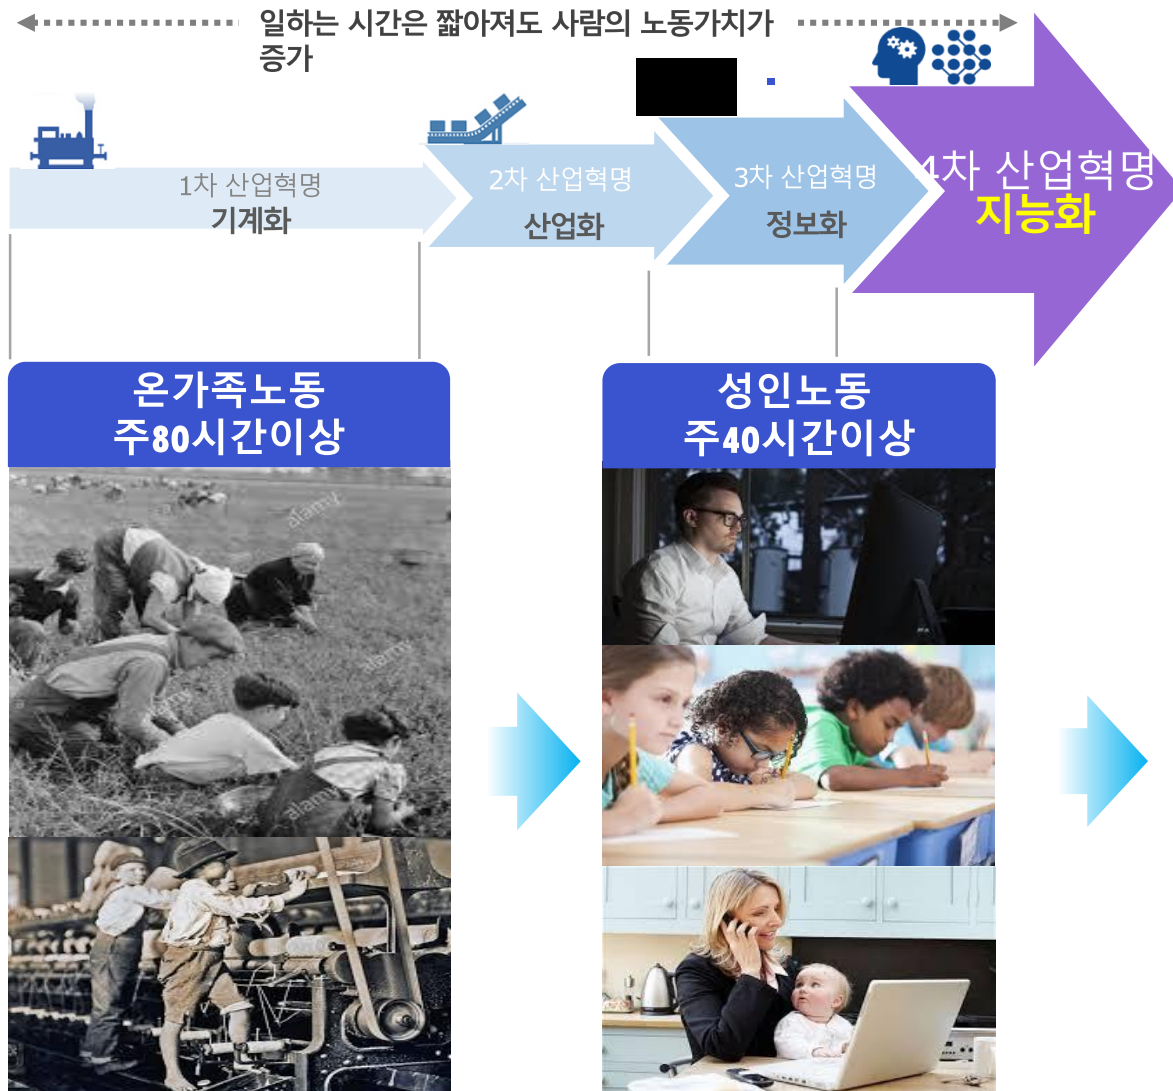 일하는 시간은 짧아져도 사람의 노동가치가
증가
1차 산업혁명
기계화
2차 산업혁명
산업화
3차 산업혁명
정보화
4차 산업혁명
지능화
온가족노동
주80시간이상
성인노동
주40시간이상
alamy
alamy
alamy